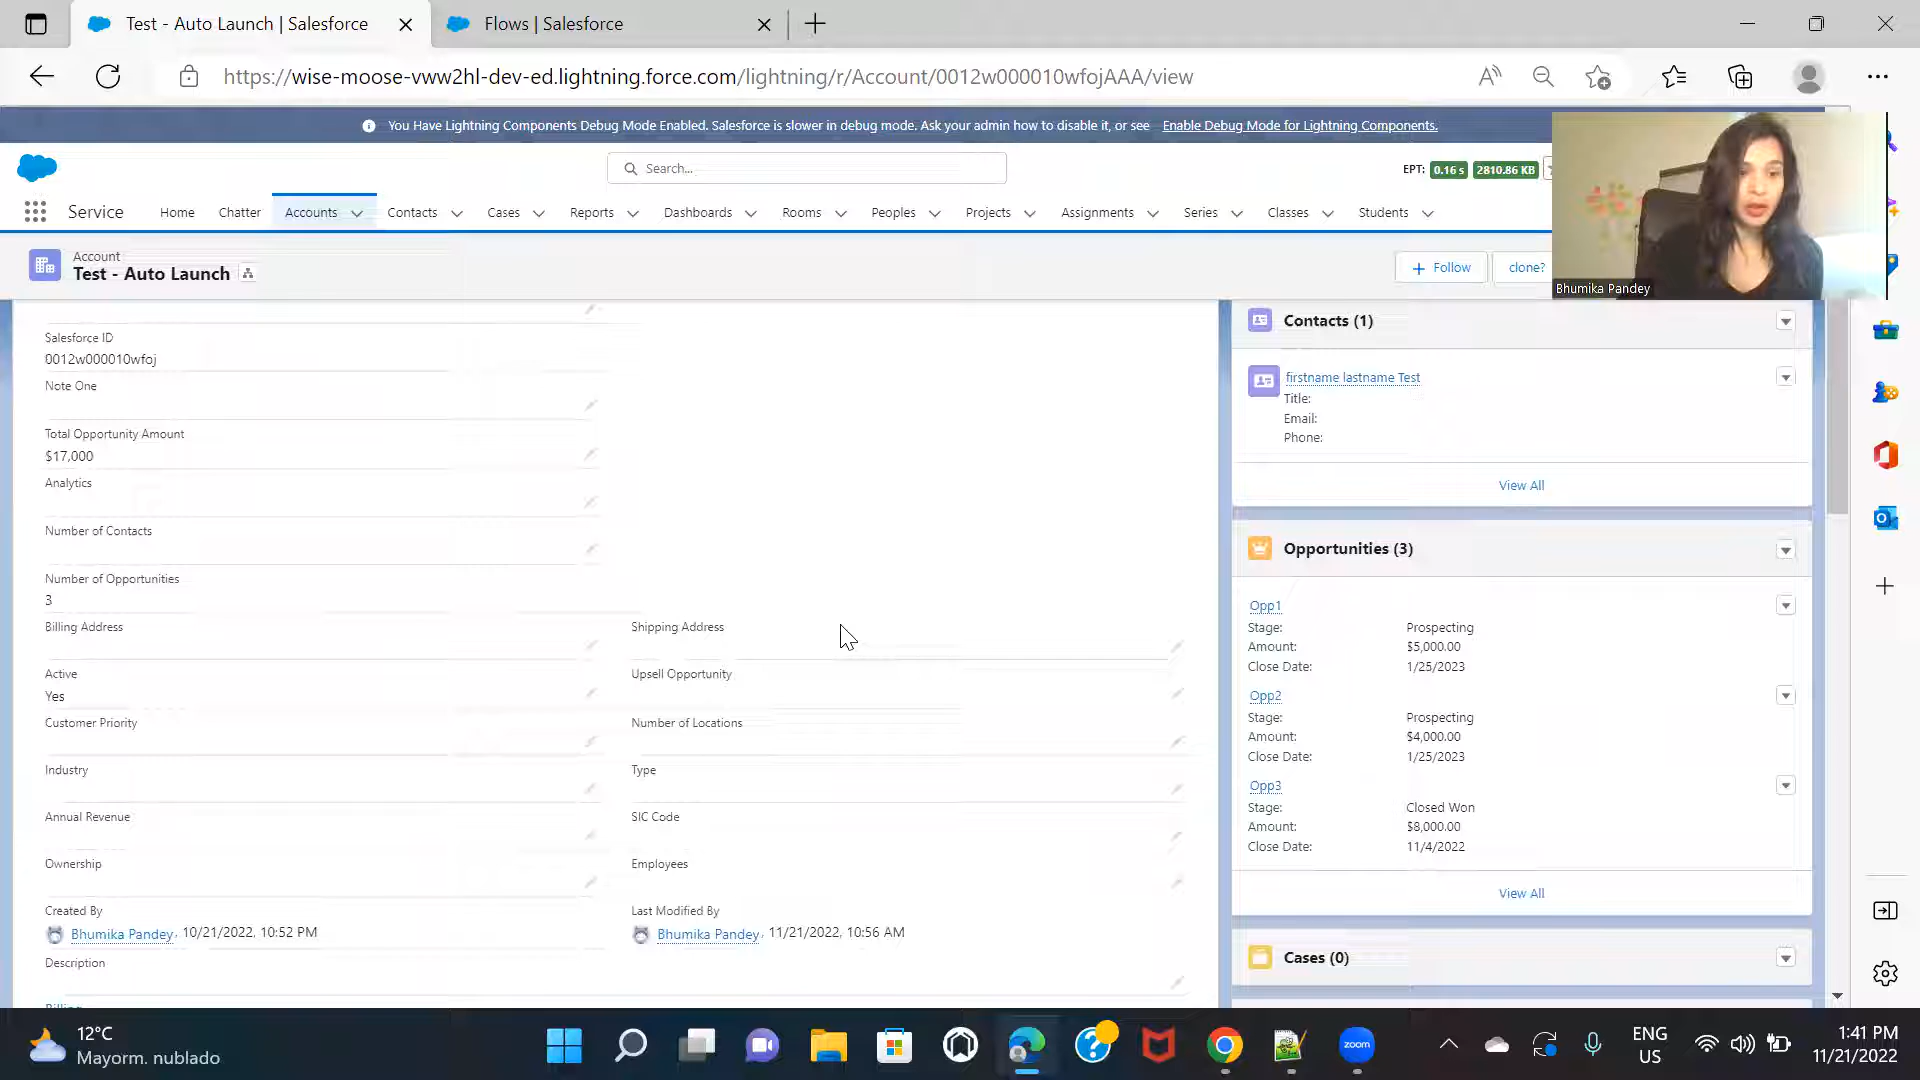 Test - Auto Launch | Salesforce
Flows | Salesforce
https://wise-moose-vww2hl-dev-ed.lightning.force.com/lightning/r/Account/0012w000010wfojAAA/view
You Have Lightning Components Debug Mode Enabled. Salesforce is slower in debug mode. Ask your admin how to disable it, or see Enable Debug Mode for Lightning Components.
Search...
EPT: 0.16 s 2810.86 KB
Service Home Chatter Accounts Contacts Cases Reports Dashboards Rooms Peoples Projects Assignments Series Classes Students
Account
Test - Auto Launch
Follow
clone?
Bhumika Pandey
Salesforce ID
0012w000010wfoj
Note One
Total Opportunity Amount
$17,000
Analytics
Number of Contacts
Number of Opportunities
3
Billing Address
Shipping Address
Active
Yes
Upsell Opportunity
Customer Priority
Number of Locations
Industry
Type
Annual Revenue
SIC Code
Ownership
Employees
Created By
Bhumika Pandey, 10/21/2022, 10:52 PM
Last Modified By
Bhumika Pandey, 11/21/2022, 10:56 AM
Description
Billing
Contacts (1)
firstname lastname Test
Title:
Email:
Phone:
View All
Opportunities (3)
Opp1
Stage: Prospecting
Amount: $5,000.00
Close Date: 1/25/2023
Opp2
Stage: Prospecting
Amount: $4,000.00
Close Date: 1/25/2023
Opp3
Stage: Closed Won
Amount: $8,000.00
Close Date: 11/4/2022
View All
Cases (0)
12°C
Mayorm. nublado
zoom
ENG
US
1:41 PM
11/21/2022